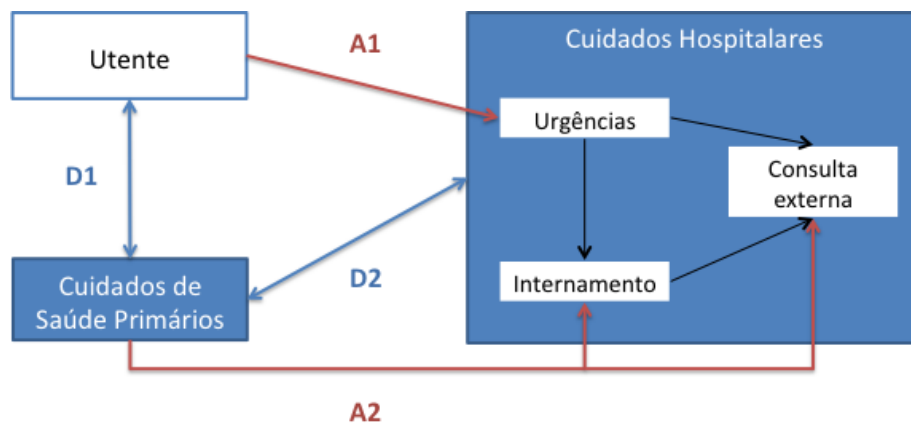 A1
Cuidados Hospitalares
Utente
Urgências
Consulta
externa
D1
D2
Internamento
Cuidados de
Saúde Primários
A2